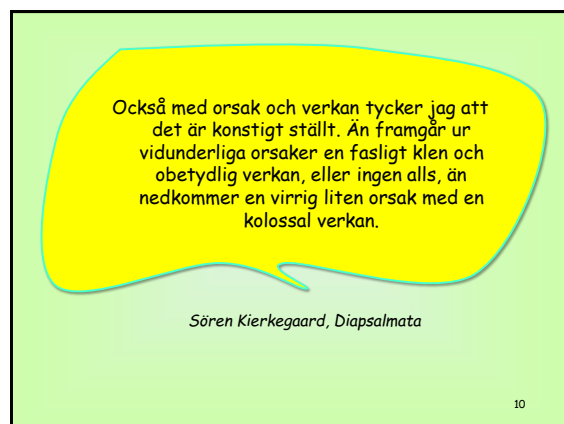 Också med orsak och verkan tycker jag att
det är konstigt ställt. Än framgår ur
vidunderliga orsaker en fasligt klen och
obetydlig verkan, eller ingen alls, än
nedkommer en virrig liten orsak med en
kolossal verkan.
Sören Kierkegaard, Diapsalmata
10